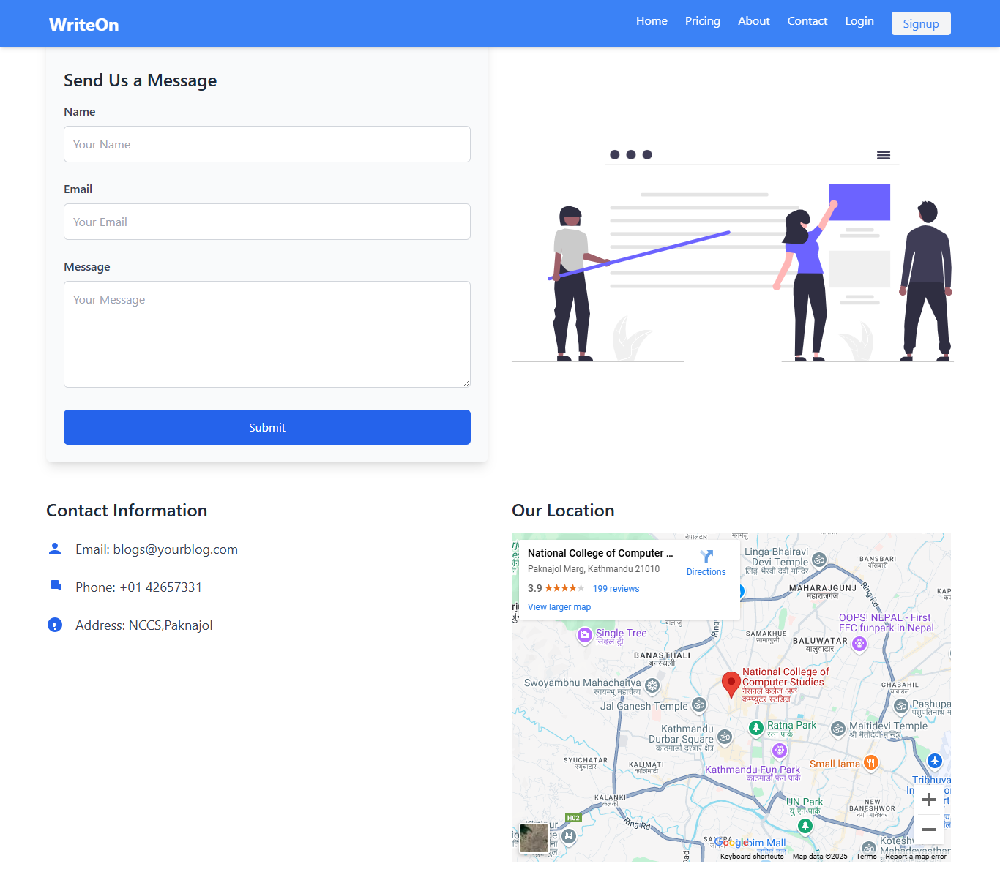 WriteOn
Home
Pricing
About
Contact
Login
Signup
Send Us a Message
Name
Your Name
Email
Your Email
Message
Your Message
Submit
Contact Information
Email: blogs@yourblog.com
Phone: +01 42657331
Address: NCCS,Paknajol
Our Location
National College of Computer ...
Paknajol Marg, Kathmandu 21010
3.9
199 reviews
View larger map
Directions
Linga Bhairavi
Devi Temple
लिङ्ग भैरवी देवी मन्दिर
BANSBARI
बाँसबारी
MAHARAJGUNJ
महाराजगंज
Ring Rd
KAP
OOPS! NEPAL - First
FEC funpark in Nepal
Single Tree
सिङ्गल ट्री
SAMAKHUSI
सामाखुसी
BALUWATAR
बालुवाटार
BANASTHALI
बनस्थली
National College of
Computer Studies
नेसनल कलेज अफ
कम्प्युटर स्टडिज
Swoyambhu Mahachaitya
स्वयम्भू महाचैत्य
Jal Ganesh Temple
CHABAHIL
चाबहिल
Pashupa
Kathmandu
Durbar Square
काठमाडौं दरबार क्षेत्र
Ratna Park
रत्न पार्क
Maitidevi Temple
श्री मैतीदेवी मन्दिर
SYUCHATAR
स्युचाटार
KALIMATI
कालिमाटी
Kathmandu Fun Park
काठमाडौं फन पार्क
Small lama
Tribhuva
KALANKI
कलंकी
UN Park
यु एन पार्क
NEW
BANESHWOR
नयाँ बानेश्वर
H02
Ring Rd
Google
bim Mall
Kotesh
Mahadevasthan
Keyboard shortcuts
Map data ©2025
Terms
Report a map error